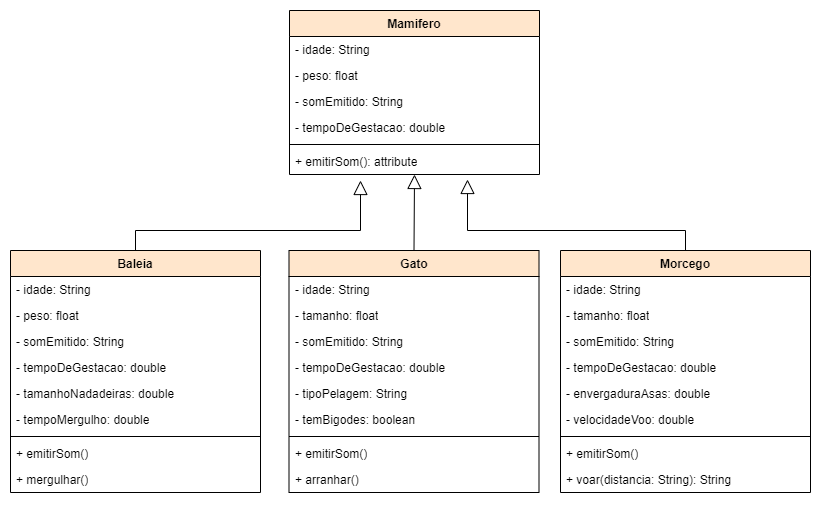 Mamifero
- idade: String
- peso: float
- somEmitido: String
- tempoDeGestacao: double
+ emitirSom(): attribute
Baleia
- idade: String
- peso: float
- somEmitido: String
- tempoDeGestacao: double
- tamanhoNadadeiras: double
- tempoMergulho: double
+ emitirSom()
+ mergulhar()
Gato
- idade: String
- tamanho: float
- somEmitido: String
- tempoDeGestacao: double
- tipoPelagem: String
- temBigodes: boolean
+ emitirSom()
+ arranhar()
Morcego
- idade: String
- tamanho: float
- somEmitido: String
- tempoDeGestacao: double
- envergaduraAsas: double
- velocidadeVoo: double
+ emitirSom()
+ voar(distancia: String): String